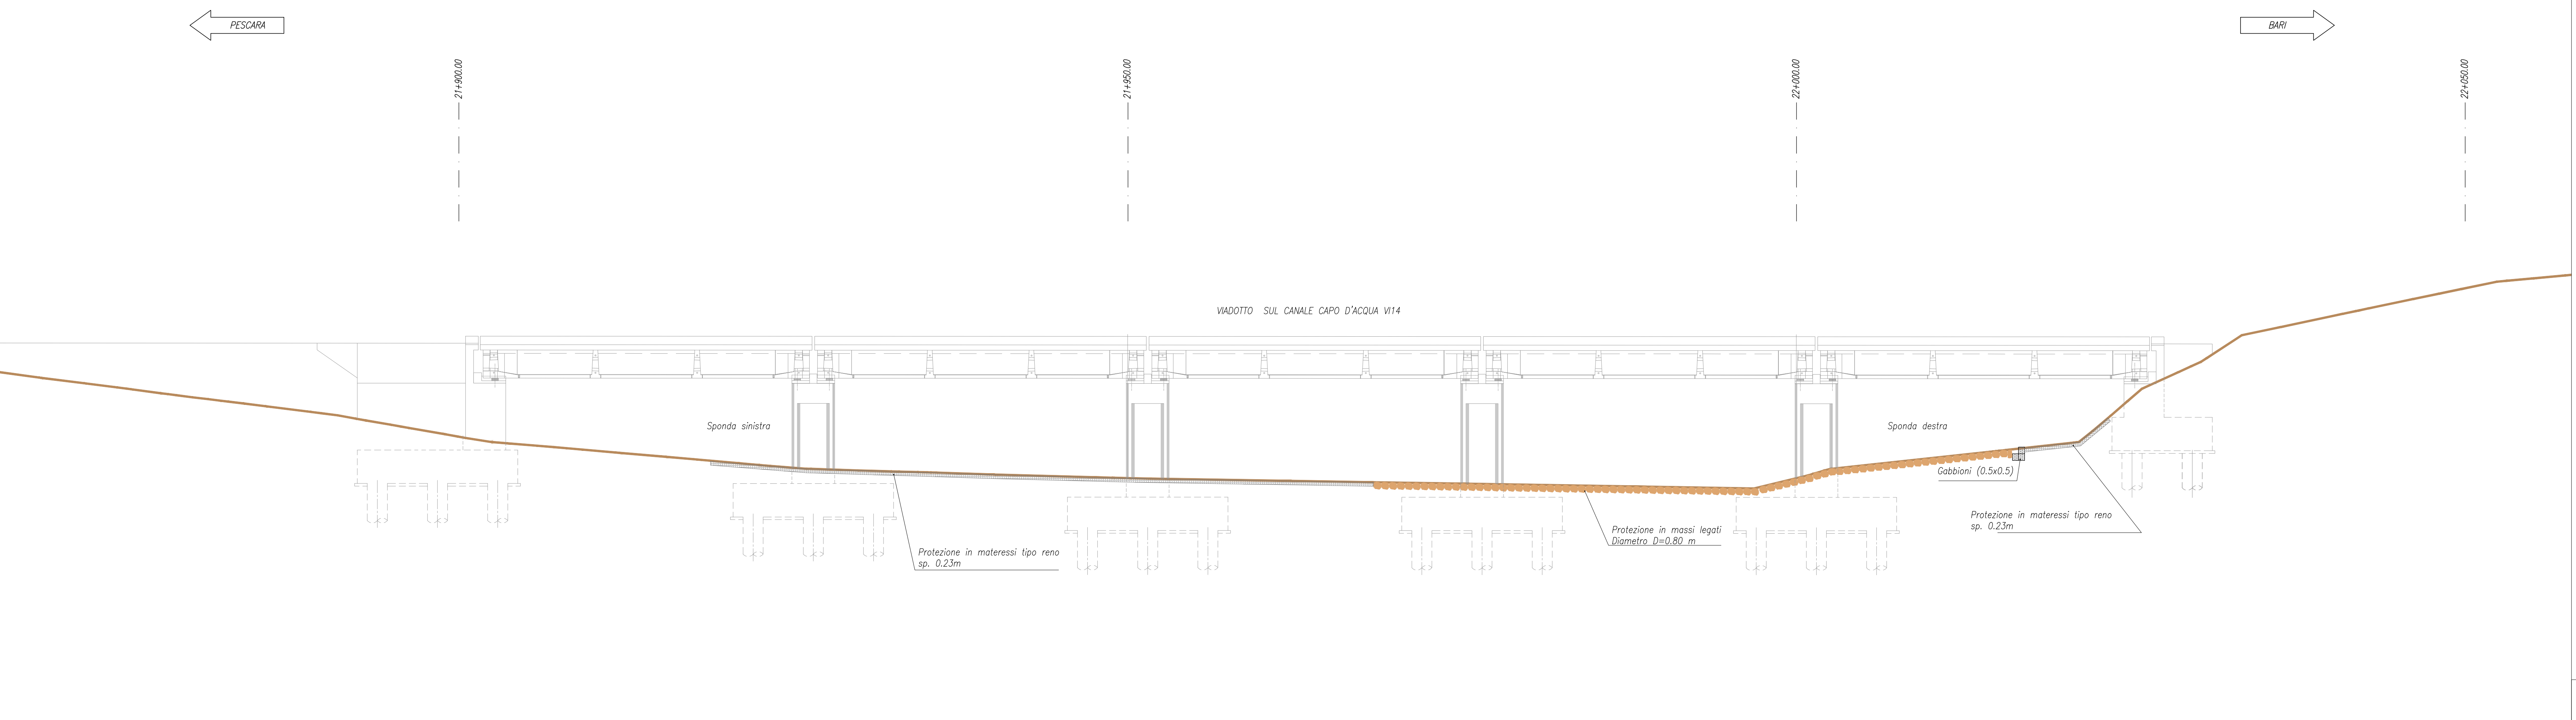 PESCARA
BARI
21+900.00
21+950.00
22+000.00
22+050.00
VIADOTTO SUL CANALE CAPO D'ACQUA VI14
Sponda sinistra
Sponda destra
Gabbioni (0.5x0.5)
Protezione in materessi tipo reno
sp. 0.23m
Protezione in massi legati
Diametro D=0.80 m
Protezione in materessi tipo reno
sp. 0.23m